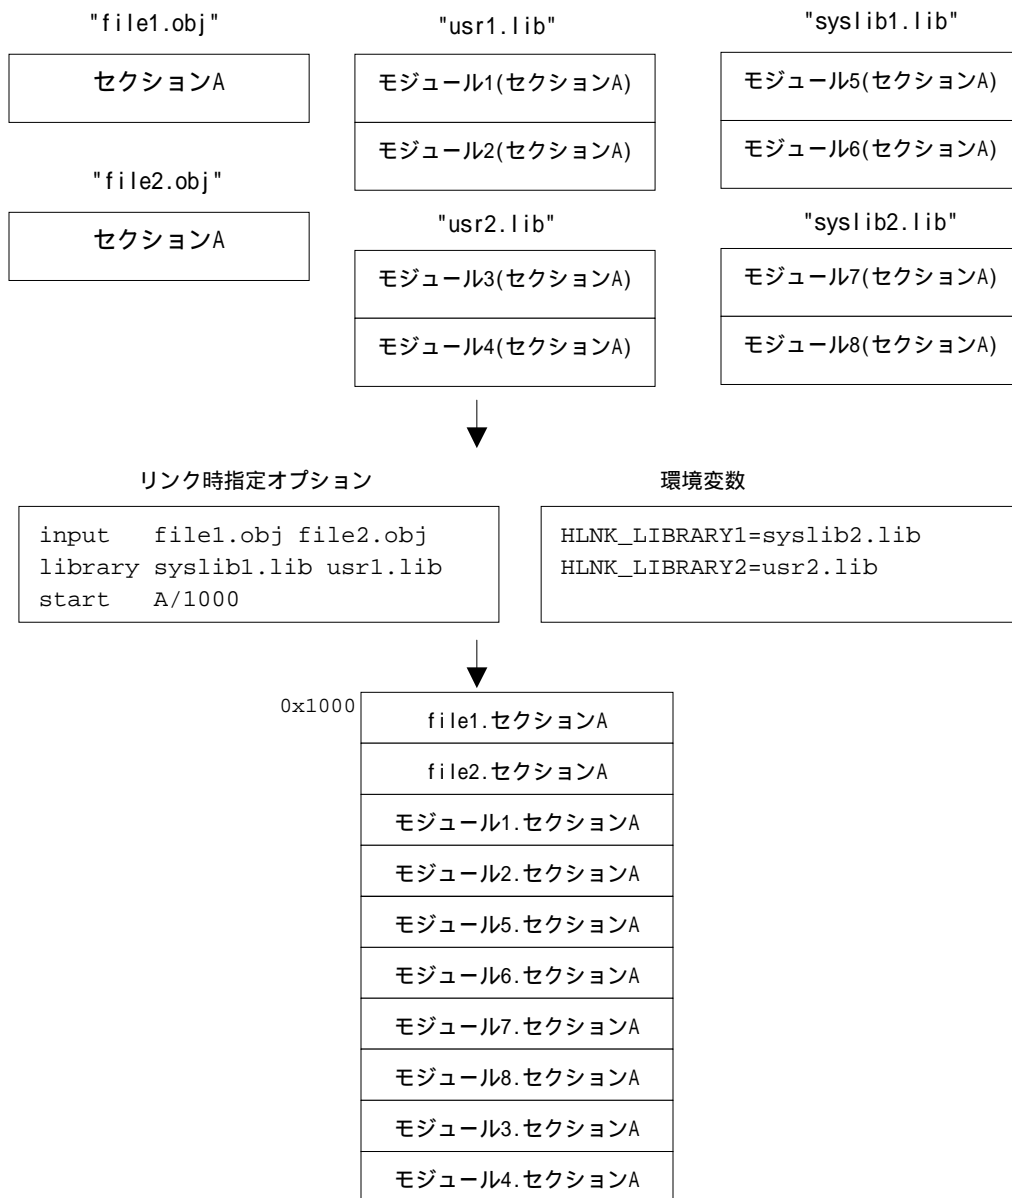 "file1.obj"
セクションA
"file2.obj"
セクションA
"usr1.lib"
モジュール1(セクションA)
モジュール2(セクションA)
"usr2.lib"
モジュール3(セクションA)
モジュール4(セクションA)
"syslib1.lib"
モジュール5(セクションA)
モジュール6(セクションA)
"syslib2.lib"
モジュール7(セクションA)
モジュール8(セクションA)
リンク時指定オプション
input file1.obj file2.obj
library syslib1.lib usr1.lib
start A/1000
環境変数
HLNK_LIBRARY1=syslib2.lib
HLNK_LIBRARY2=usr2.lib
0x1000
file1.セクションA
file2.セクションA
モジュール1.セクションA
モジュール2.セクションA
モジュール5.セクションA
モジュール6.セクションA
モジュール7.セクションA
モジュール8.セクションA
モジュール3.セクションA
モジュール4.セクションA